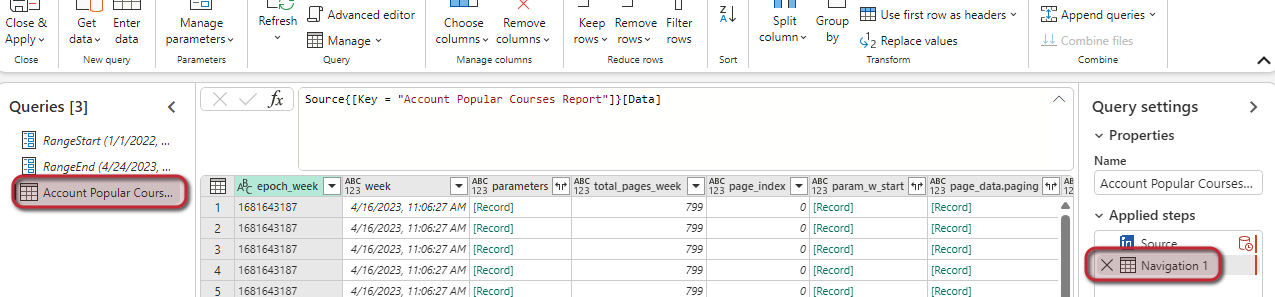 Close &
Apply
Get
data
Enter
data
Manage
parameters
Refresh
Advanced editor
Manage
Choose
columns
Remove
columns
Keep
rows
Remove
rows
Filter
rows
Split
column
Group
by
Use first row as headers
Replace values
Append queries
Combine files
Close
New query
Parameters
Query
Manage columns
Reduce rows
Sort
Transform
Combine
Queries [3]
RangeStart (1/1/2022, ...
RangeEnd (4/24/2023, ...
Account Popular Cours...
fx
Source{[Key = "Account Popular Courses Report"]}[Data]
epoch_week week parameters total_pages_week page_index param_w_start page_data.paging
1 1681643187 4/16/2023, 11:06:27 AM [Record] 799 0 [Record] [Record]
2 1681643187 4/16/2023, 11:06:27 AM [Record] 799 0 [Record] [Record]
3 1681643187 4/16/2023, 11:06:27 AM [Record] 799 0 [Record] [Record]
4 1681643187 4/16/2023, 11:06:27 AM [Record] 799 0 [Record] [Record]
5 1681643187 4/16/2023, 11:06:27 AM [Record] 799 0 [Record] [Record]
Query settings
Properties
Name
Account Popular Courses...
Applied steps
Source
Navigation 1